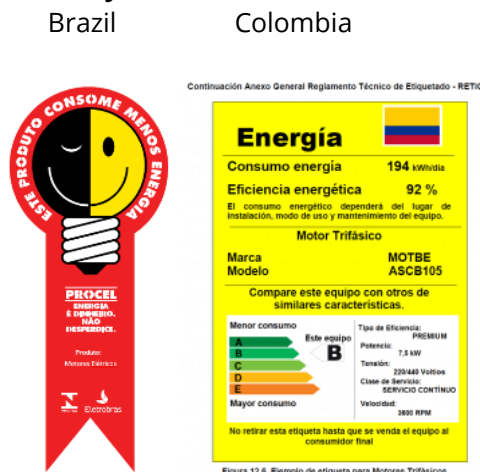 Brazil
Colombia
ESTE PRODUTO CONSOME MENOS ENERGIA
PROCEL
ENERGIA
É DINHEIRO.
NÃO
DESPERDICE.
Produto:
Motores Elétricos
Eletrobras
Continuación Anexo General Reglamento Técnico de Etiquetado - RETIQ
Energía
Consumo energía 194 kWh/día
Eficiencia energética 92 %
El consumo energético dependerá del lugar de
instalación, modo de uso y mantenimiento del equipo.
Motor Trifásico
Marca MOTBE
Modelo ASCB105
Compare este equipo con otros de
similares características.
Menor consumo
Este equipo
A
B
C
D
E
B
Mayor consumo
Tipo de Eficiencia:
PREMIUM
Potencia:
7,5 kW
Tensión:
220/440 Voltios
Clase de Servicio:
SERVICIO CONTÍNUO
Velocidad:
3600 RPM
No retirar esta etiqueta hasta que se venda el equipo al
consumidor final
Figura 12.6. Ejemplo de etiqueta para Motores Trifásicos